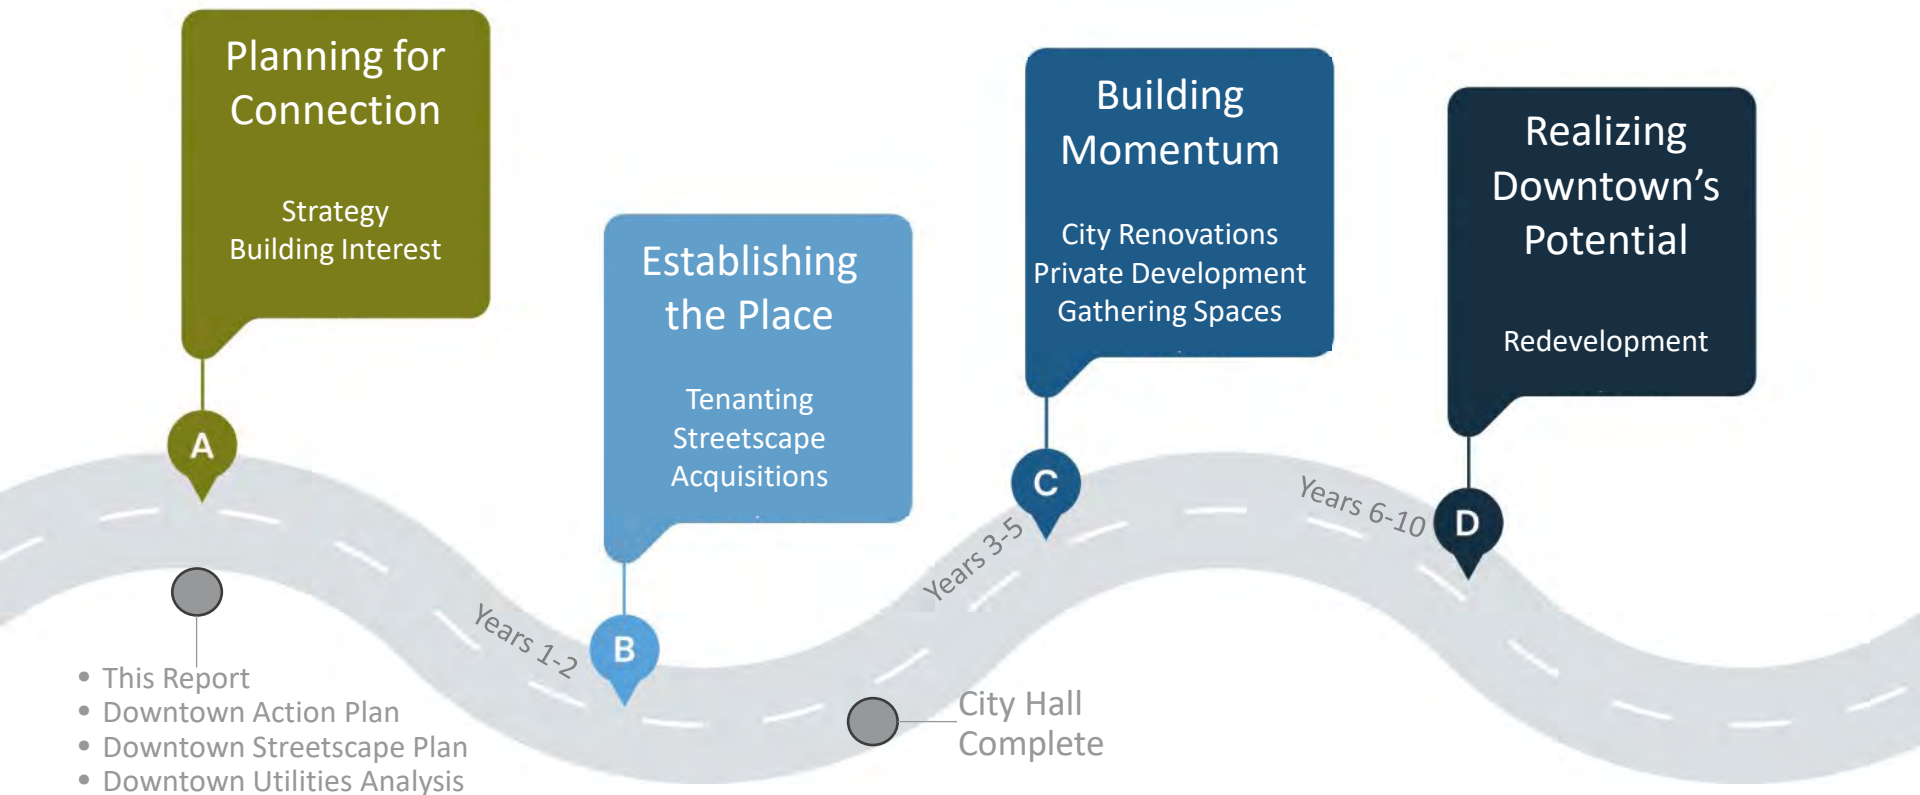 Planning for
Connection
Strategy
Building Interest
A
• This Report
• Downtown Action Plan
• Downtown Streetscape Plan
• Downtown Utilities Analysis
Years 1-2
Establishing
the Place
Tenanting
Streetscape
Acquisitions
B
City Hall
Complete
Years 3-5
Building
Momentum
City Renovations
Private Development
Gathering Spaces
C
Years 6-10
Realizing
Downtown’s
Potential
Redevelopment
D